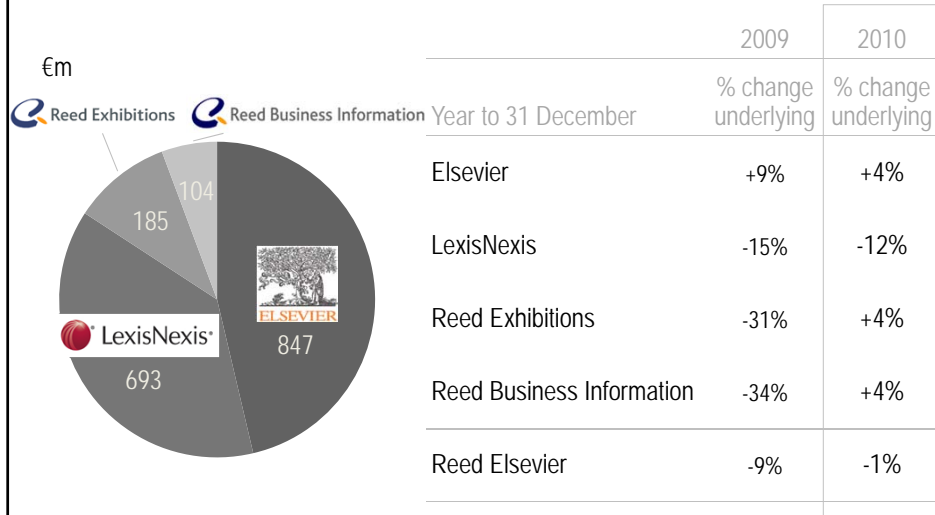 €m
Reed Exhibitions
Reed Business Information
104
185
ELSEVIER
847
LexisNexis
693
2009 2010
Year to 31 December % change underlying % change underlying
Elsevier +9% +4%
LexisNexis -15% -12%
Reed Exhibitions -31% +4%
Reed Business Information -34% +4%
Reed Elsevier -9% -1%